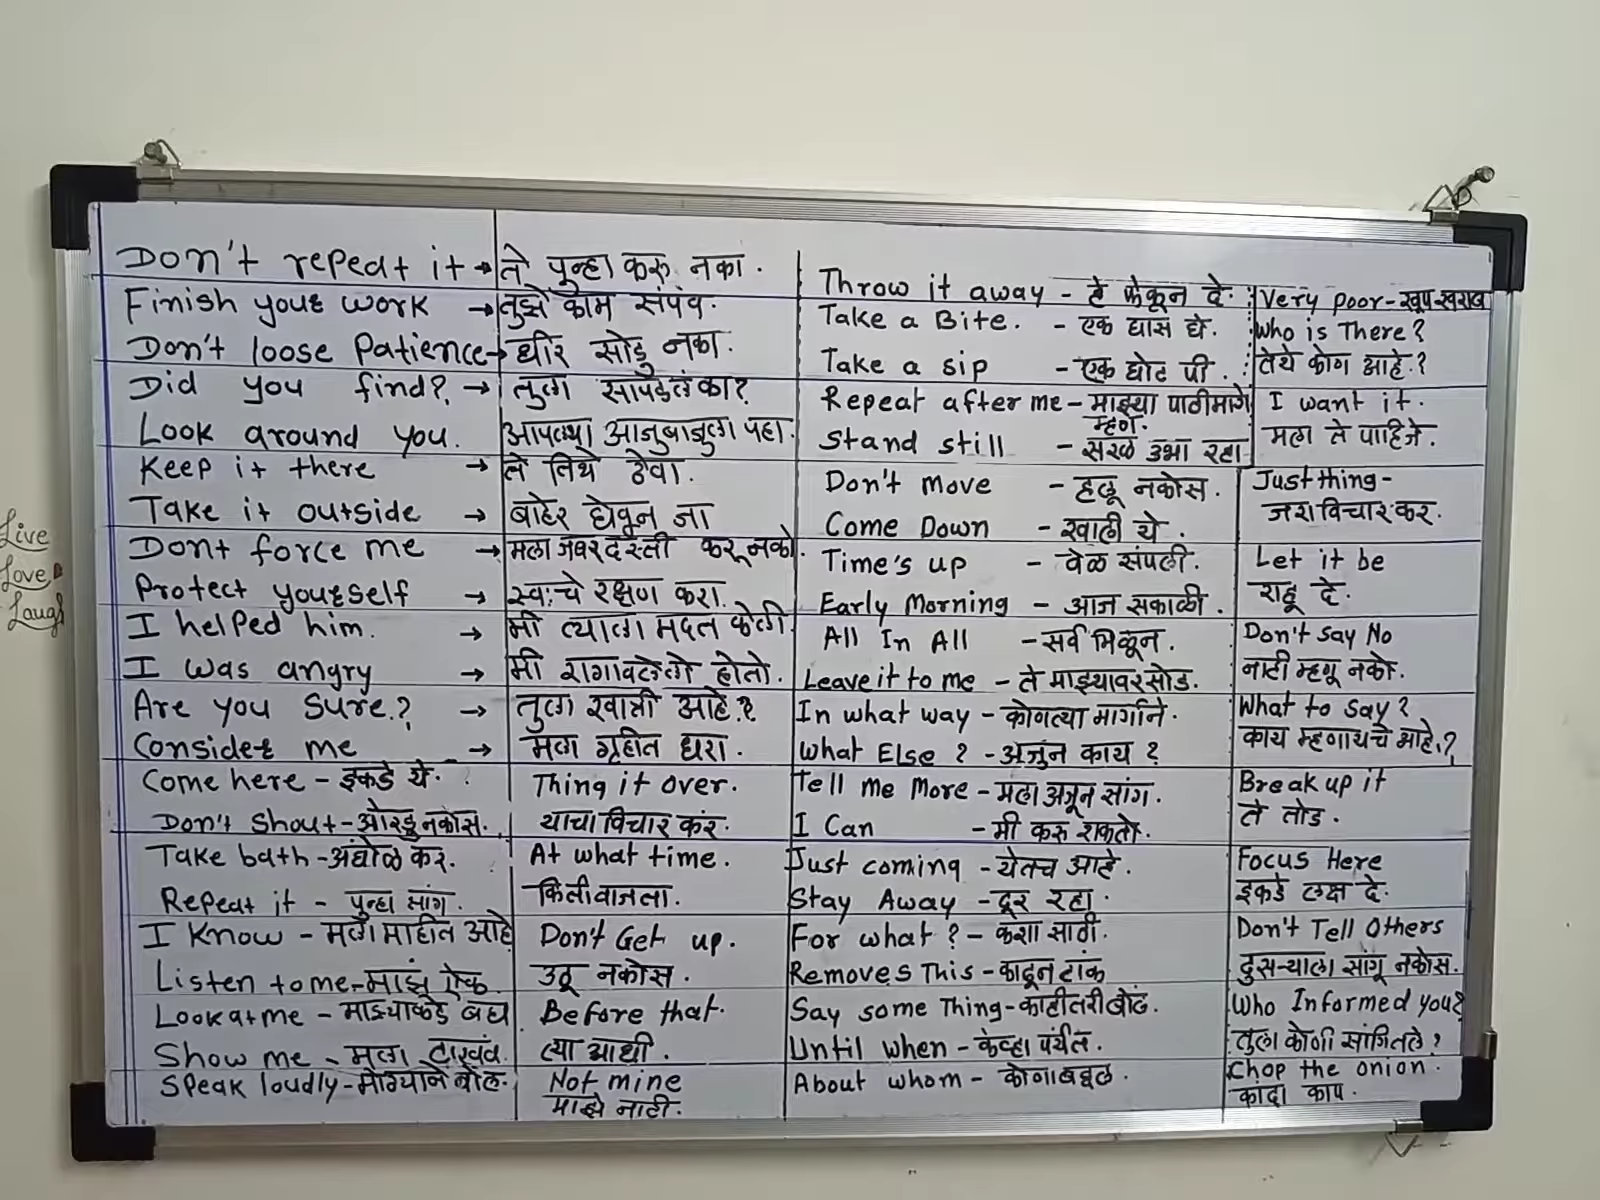 Don't repeat it → ते पुन्हा करू नका.
Finish your work → तुझे काम संपव.
Don't loose Patience → धीर सोडु नका.
Did you find? → तुला सापडलं का?
Look around you. आपल्या आजुबाजुला पहा.
Keep it there → ते तिथे ठेवा.
Take it outside → बाहेर घेवून जा
Dont force me → मला जबरदस्ती करू नको.
Protect yourself → स्वःचे रक्षण करा.
I helped him. → मी त्याला मदत केली
I was angry → मी रागावलेलो होतो.
Are you Sure.? → तुला खात्री आहे.?
Consider me → मला गृहीत धरा.
Come here - इकडे ये.
Don't Shout - ओरडू नकोस.
Take bath - अंघोळ कर.
Repeat it - पुन्हा सांग.
I Know - मला माहीत आहे
Listen to me - माझं ऐक.
Look at me - माझ्याकडे बघ
Show me - मला दाखव.
Speak loudly - मोठ्याने बोल.
Thing it over.
याचा विचार कर.
At what time.
किती वाजता.
Don't Get up.
उठू नकोस.
Before that.
त्या आधी.
Not mine
माझे नाही.
Throw it away - हे फेकून दे.
Take a Bite. - एक घास घे.
Take a sip - एक घोट पी.
Repeat after me - माझ्या पाठीमागे
म्हण.
Stand still - सरळ उभा रहा
Don't move - हलू नकोस.
Come Down - खाली ये.
Time's up - वेळ संपली.
Early Morning - आज सकाळी.
All In All - सर्व मिळून.
Leave it to me - ते माझ्यावर सोड.
In what way - कोणत्या मार्गाने.
What Else ? - अजुन काय ?
Tell me More - मला अजून सांग.
I Can - मी करू शकतो.
Just coming - येतच आहे.
Stay Away - दूर रहा.
For what ? - कशा साठी.
Removes This - काढून टाक
Say some Thing - काहीतरी बोल.
Until when - केव्हा पर्यंत.
About whom - कोणाबद्दल.
Very poor - खूप खराब
Who is There?
तेथे कोण आहे.?
I want it.
मला ते पाहिजे.
Just thing -
जरा विचार कर.
Let it be
राहू दे.
Don't say No
नाही म्हणू नको.
What to say?
काय म्हणायचे आहे.?
Break up it
ते तोड.
Focus Here
इकडे लक्ष दे.
Don't Tell Others
दुसऱ्याला सांगू नकोस.
Who Informed you?
तुला कोणी सांगितले?
Chop the onion.
कांदा काप.
Live
Love
Laugh